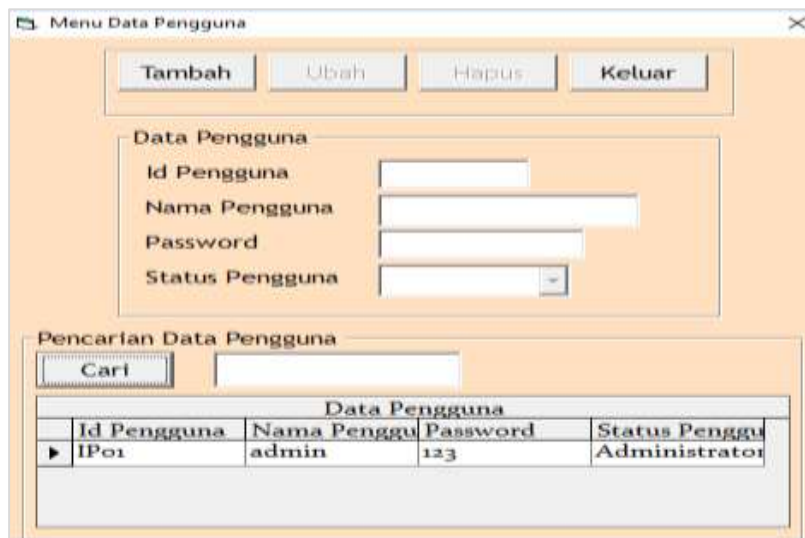 Menu Data Pengguna
Tambah Ubah Hapus Keluar
Data Pengguna
Id Pengguna
Nama Pengguna
Password
Status Pengguna
Pencarian Data Pengguna
Cari
Data Pengguna
Id Pengguna Nama Penggu Password Status Penggu
IP01 admin 123 Administrator